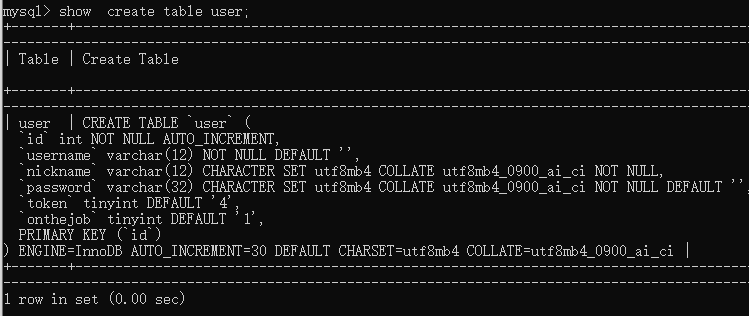 mysql> show  create table user;
+-------+------------------------------------------------------------------------------------
-----------------------------------------------------------------------------------------------
| Table | Create Table
+-------+------------------------------------------------------------------------------------
-----------------------------------------------------------------------------------------------
| user  | CREATE TABLE `user` (
  `id` int NOT NULL AUTO_INCREMENT,
  `username` varchar(12) NOT NULL DEFAULT '',
  `nickname` varchar(12) CHARACTER SET utf8mb4 COLLATE utf8mb4_0900_ai_ci NOT NULL,
  `password` varchar(32) CHARACTER SET utf8mb4 COLLATE utf8mb4_0900_ai_ci NOT NULL DEFAULT '',
  `token` tinyint DEFAULT '4',
  `onthejob` tinyint DEFAULT '1',
  PRIMARY KEY (`id`)
) ENGINE=InnoDB AUTO_INCREMENT=30 DEFAULT CHARSET=utf8mb4 COLLATE=utf8mb4_0900_ai_ci |
+-------+------------------------------------------------------------------------------------
-----------------------------------------------------------------------------------------------
1 row in set (0.00 sec)